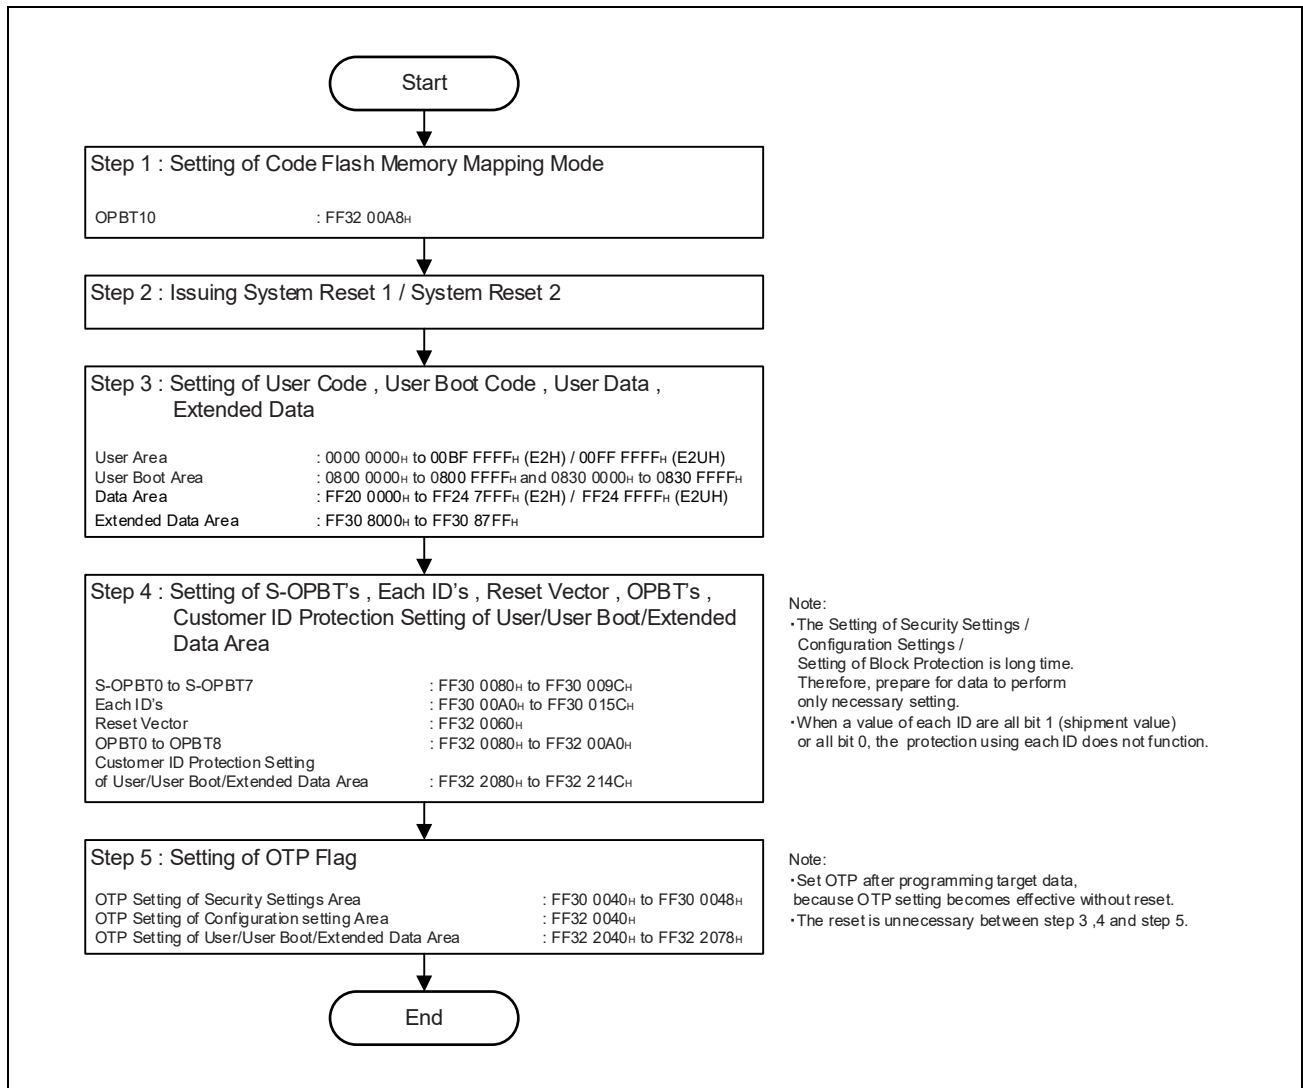 Start
Step 1 : Setting of Code Flash Memory Mapping Mode
OPBT10 : FF32 00A8H
Step 2 : Issuing System Reset 1 / System Reset 2
Step 3 : Setting of User Code , User Boot Code , User Data ,
Extended Data
User Area : 0000 0000H to 00BF FFFFH (E2H) / 00FF FFFFH (E2UH)
User Boot Area : 0800 0000H to 0800 FFFFH and 0830 0000H to 0830 FFFFH
Data Area : FF20 0000H to FF24 7FFFH (E2H) / FF24 FFFFH (E2UH)
Extended Data Area : FF30 8000H to FF30 87FFH
Step 4 : Setting of S-OPBT's , Each ID's , Reset Vector , OPBT's ,
Customer ID Protection Setting of User/User Boot/Extended
Data Area
S-OPBT0 to S-OPBT7 : FF30 0080H to FF30 009CH
Each ID's : FF30 00A0H to FF30 015CH
Reset Vector : FF32 0060H
OPBT0 to OPBT8 : FF32 0080H to FF32 00A0H
Customer ID Protection Setting
of User/User Boot/Extended Data Area : FF32 2080H to FF32 214CH
Note:
・The Setting of Security Settings /
Configuration Settings /
Setting of Block Protection is long time.
Therefore, prepare for data to perform
only necessary setting.
・When a value of each ID are all bit 1 (shipment value)
or all bit 0, the protection using each ID does not function.
Step 5 : Setting of OTP Flag
OTP Setting of Security Settings Area : FF30 0040H to FF30 0048H
OTP Setting of Configuration setting Area : FF32 0040H
OTP Setting of User/User Boot/Extended Data Area : FF32 2040H to FF32 2078H
Note:
・Set OTP after programming target data,
because OTP setting becomes effective without reset.
・The reset is unnecessary between step 3 ,4 and step 5.
End